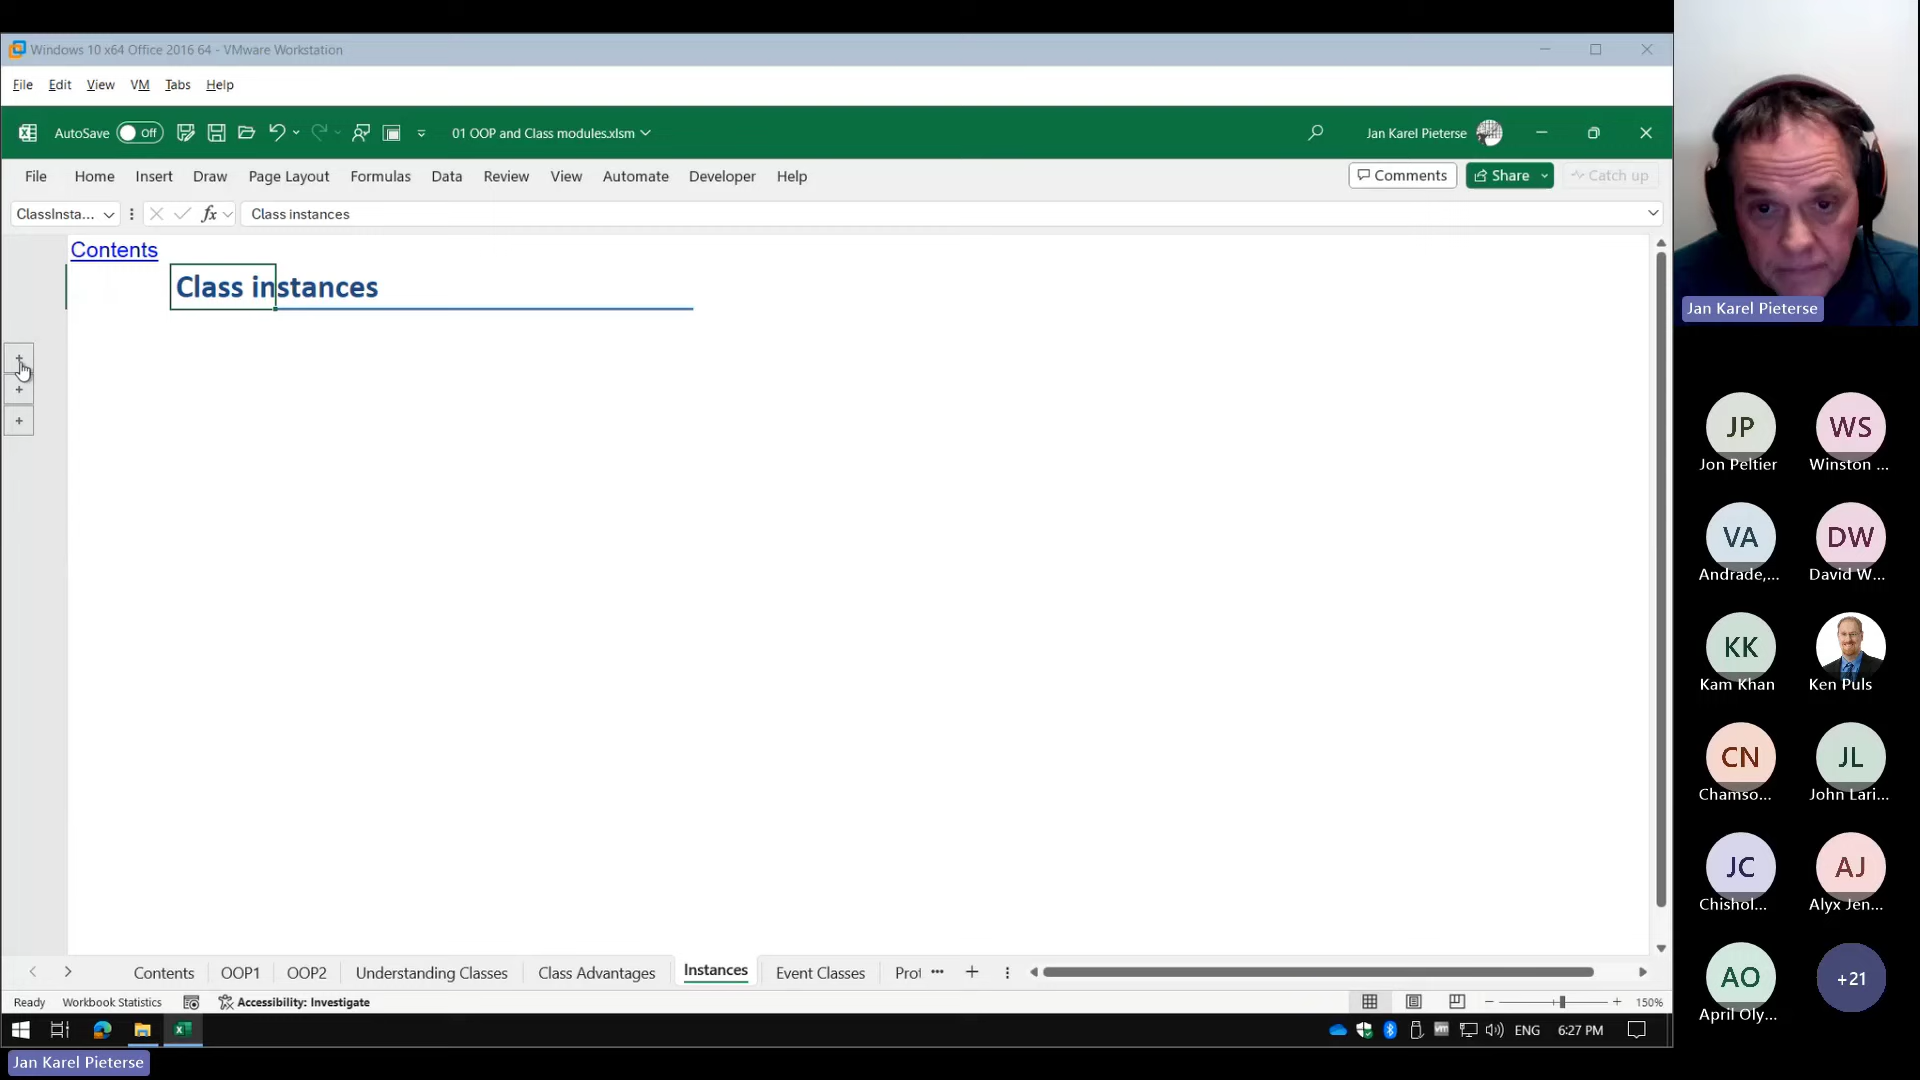 Windows 10 x64 Office 2016 64 - VMware Workstation
File Edit View VM Tabs Help
AutoSave Off 01 OOP and Class modules.xlsm Jan Karel Pieterse
File Home Insert Draw Page Layout Formulas Data Review View Automate Developer Help Comments Share Catch up
ClassInsta... fx Class instances
Contents
Class instances
Contents OOP1 OOP2 Understanding Classes Class Advantages Instances Event Classes Prot ...
Ready Workbook Statistics Accessibility: Investigate 150%
ENG 6:27 PM
Jan Karel Pieterse
Jan Karel Pieterse
JP WS
Jon Peltier Winston ...
VA DW
Andrade,... David W...
KK
Kam Khan Ken Puls
CN JL
Chamso... John Lari...
JC AJ
Chishol... Alyx Jen...
AO +21
April Oly...